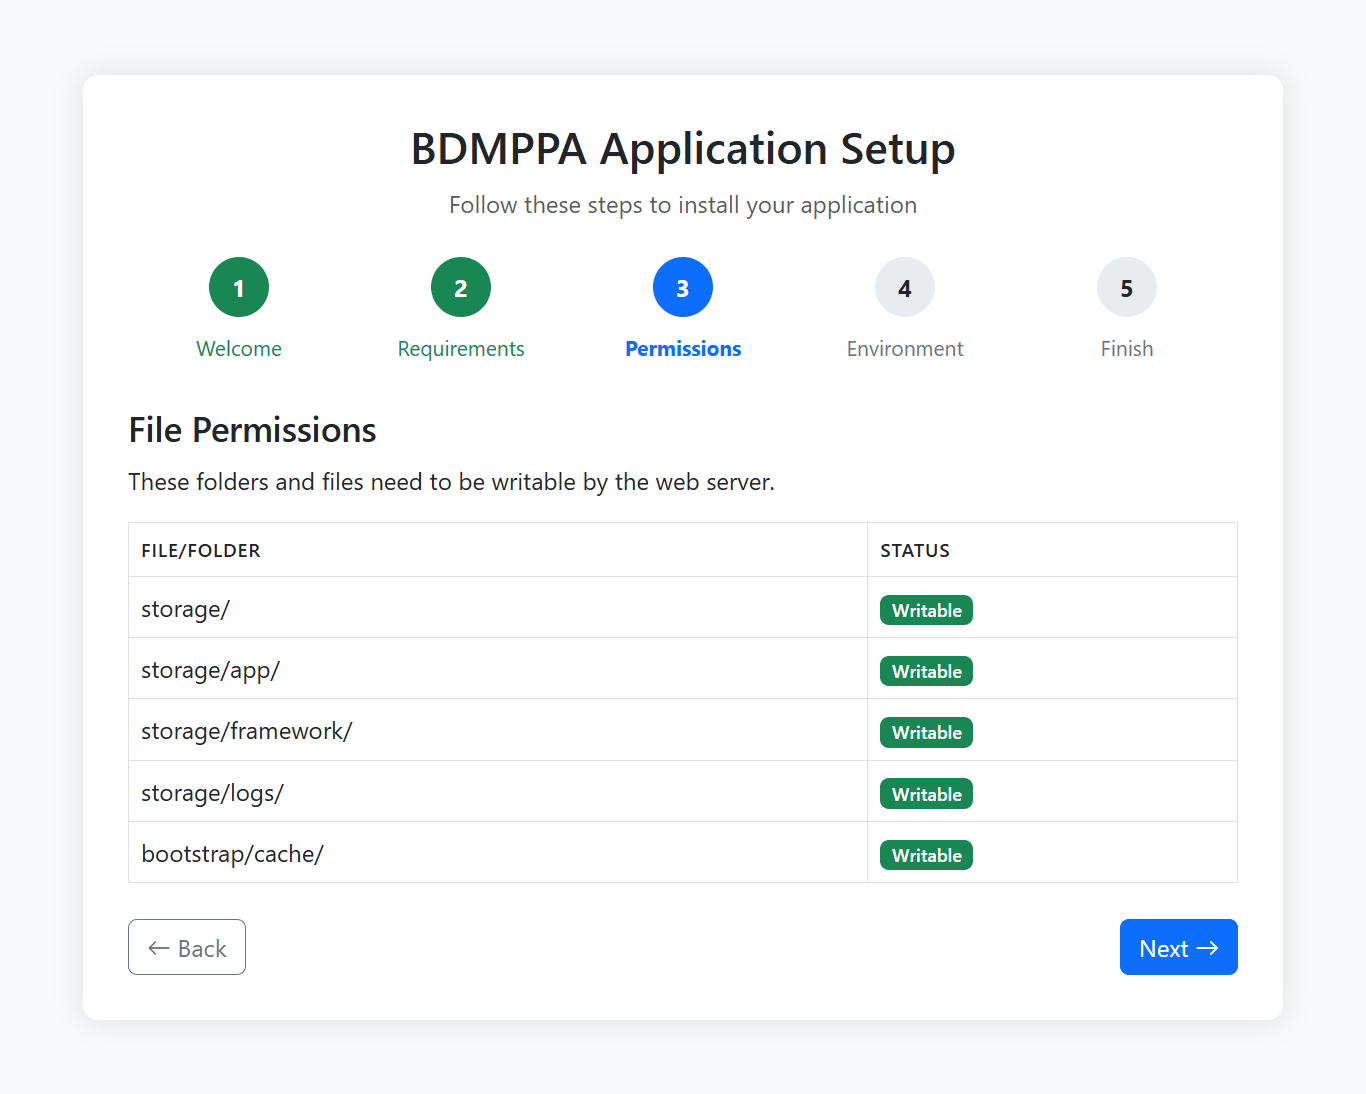 BDMPPA Application Setup
Follow these steps to install your application
1 2 3 4 5
Welcome Requirements Permissions Environment Finish
File Permissions
These folders and files need to be writable by the web server.
FILE/FOLDER STATUS
storage/ Writable
storage/app/ Writable
storage/framework/ Writable
storage/logs/ Writable
bootstrap/cache/ Writable
← Back Next →